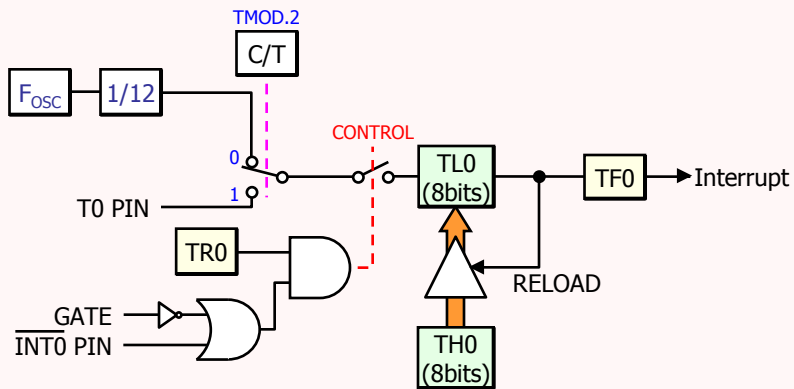 TMOD.2
C/T
FOSC
1/12
CONTROL
0
1
TL0
(8bits)
TF0
Interrupt
T0 PIN
TR0
RELOAD
GATE
INT0 PIN
TH0
(8bits)